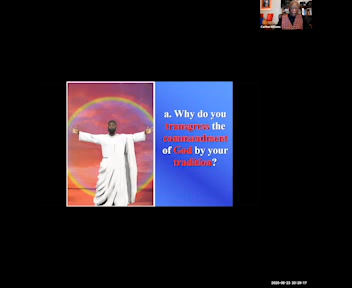 a. Why do you
transgress the
commandment
of God by your
tradition?